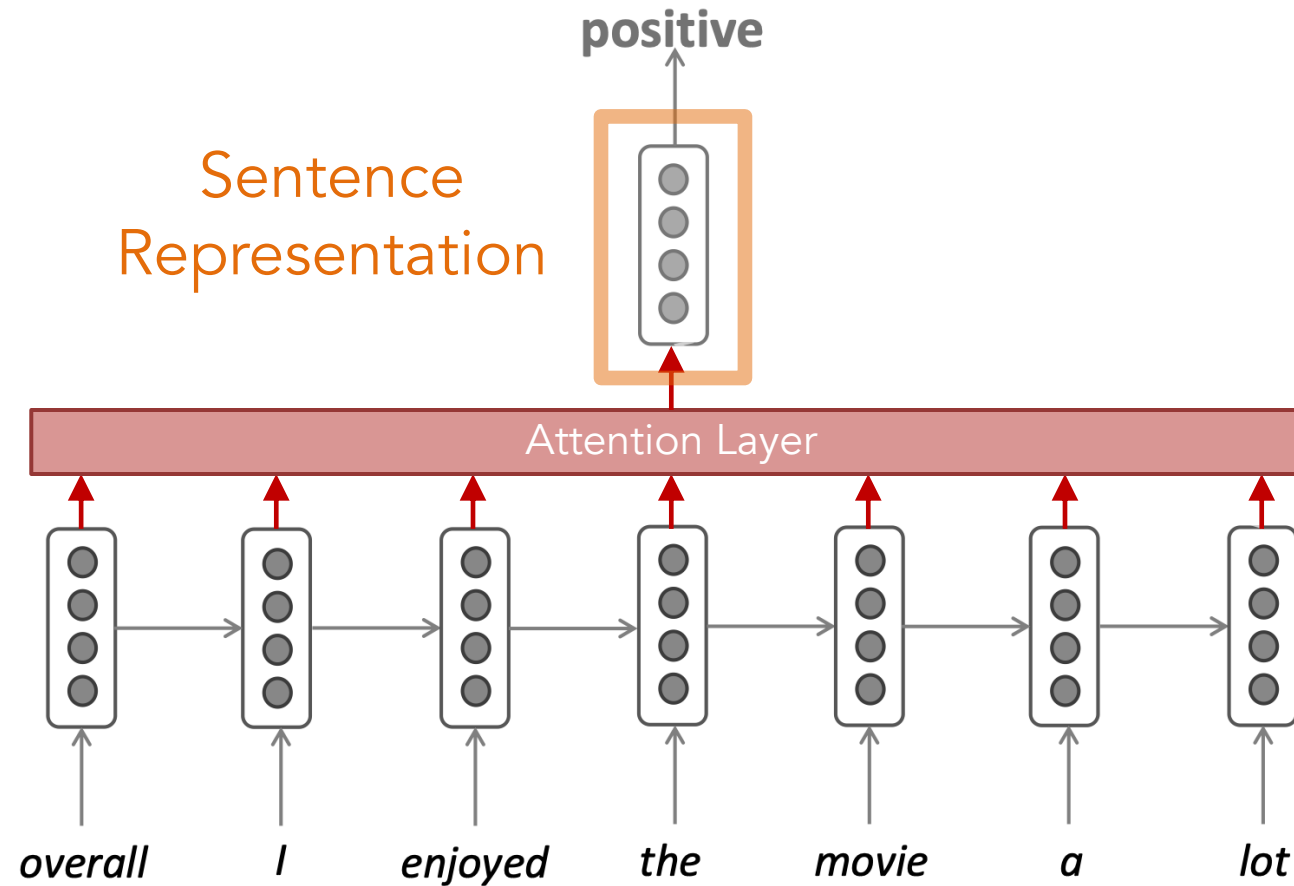 positive
Sentence
Representation
Attention Layer
overall I enjoyed the movie a lot